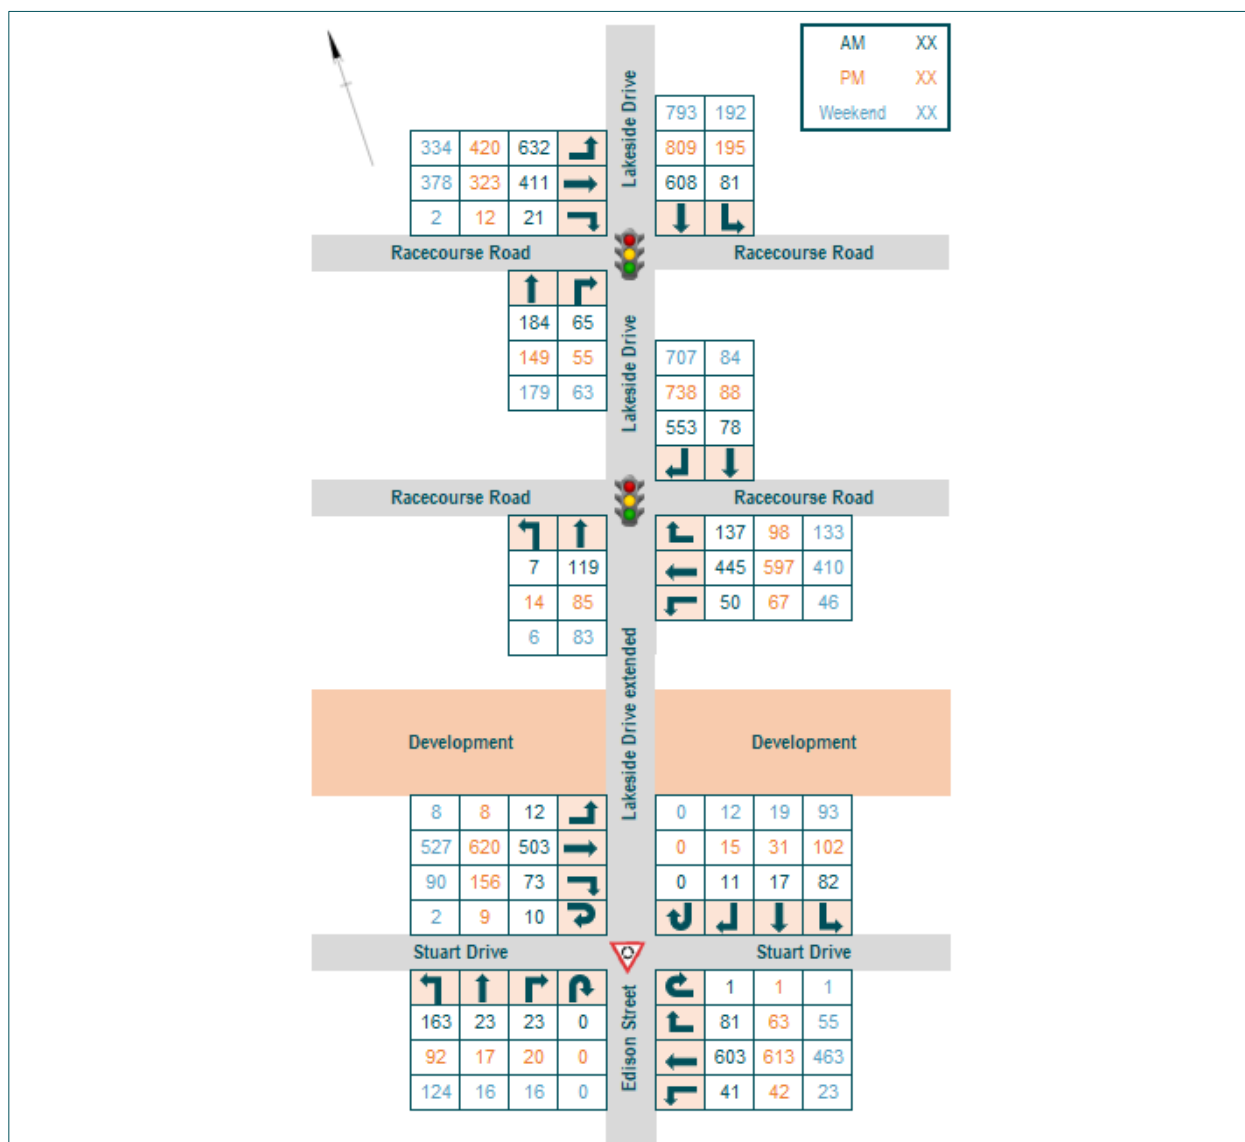 AM XX
PM XX
Weekend XX
Lakeside Drive
793 192
809 195
608 81
334 420 632
378 323 411
2 12 21
Racecourse Road Racecourse Road
184 65
149 55
179 63
Lakeside Drive
707 84
738 88
553 78
Racecourse Road Racecourse Road
7 119
14 85
6 83
137 98 133
445 597 410
50 67 46
Lakeside Drive extended
Development Development
8 8 12
527 620 503
90 156 73
2 9 10
0 12 19 93
0 15 31 102
0 11 17 82
Stuart Drive Stuart Drive
163 23 23 0
92 17 20 0
124 16 16 0
Edison Street
1 1 1
81 63 55
603 613 463
41 42 23